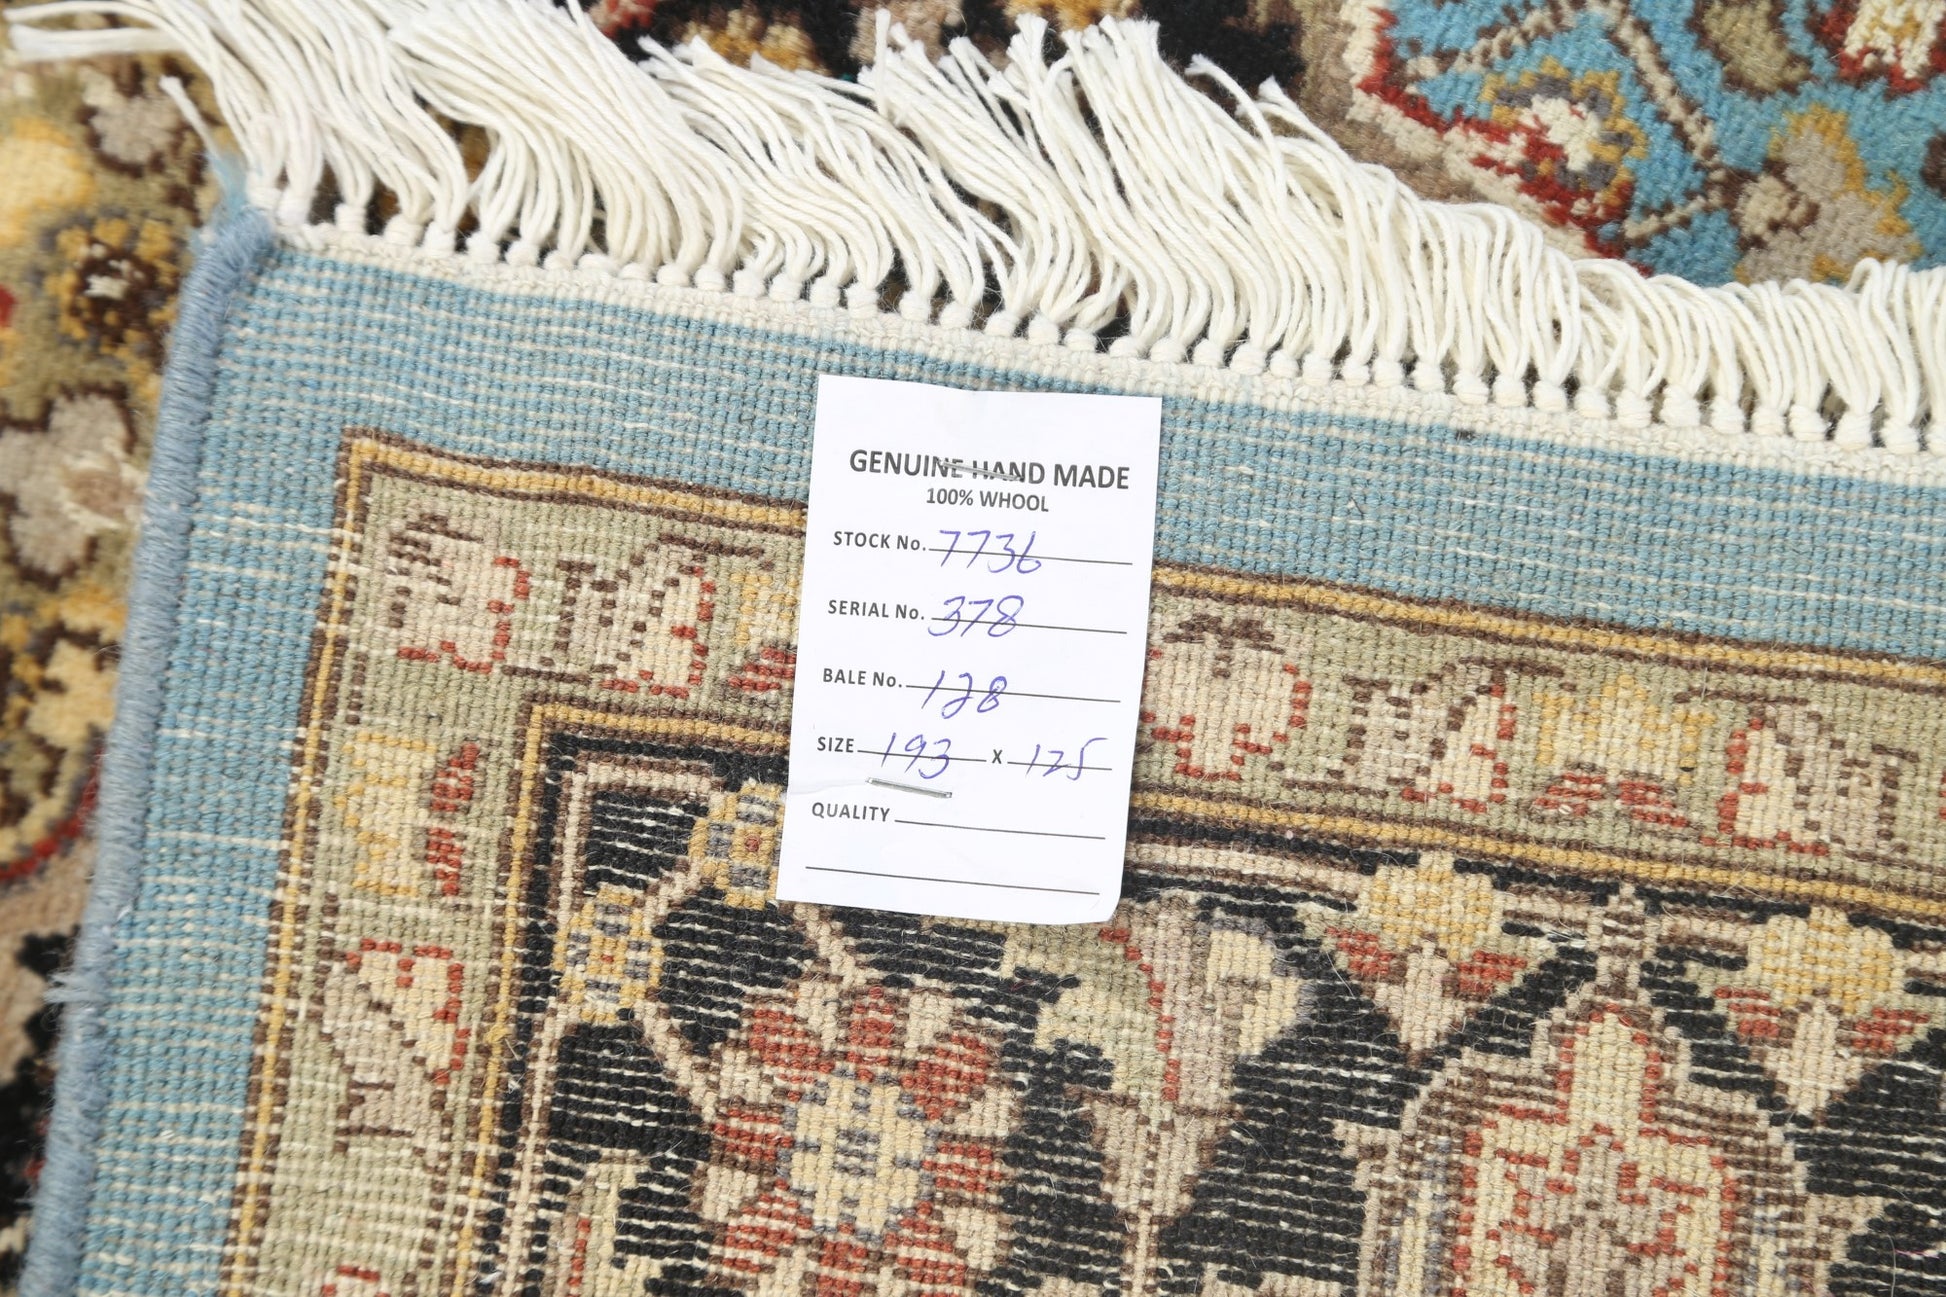 GENUINE HAND MADE
100% WHOOL
STOCK No. 7736
SERIAL No. 378
BALE No. 128
SIZE 193 x 125
QUALITY